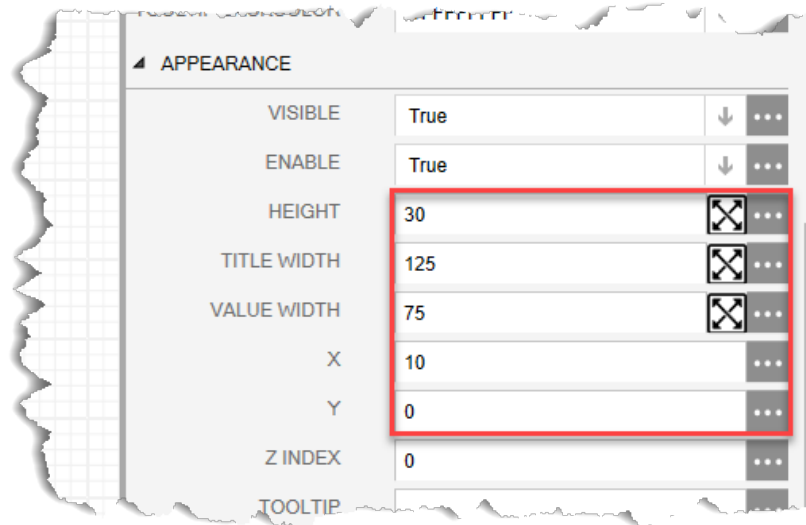 APPEARANCE
VISIBLE True
ENABLE True
HEIGHT 30
TITLE WIDTH 125
VALUE WIDTH 75
X 10
Y 0
Z INDEX 0
TOOLTIP